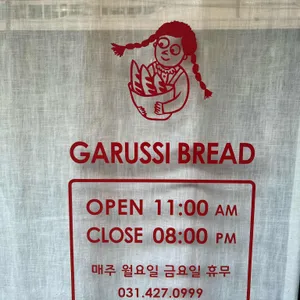 GARUSSI BREAD
OPEN 11:00 AM
CLOSE 08:00 PM
매주 월요일 금요일 휴무
031.427.0999